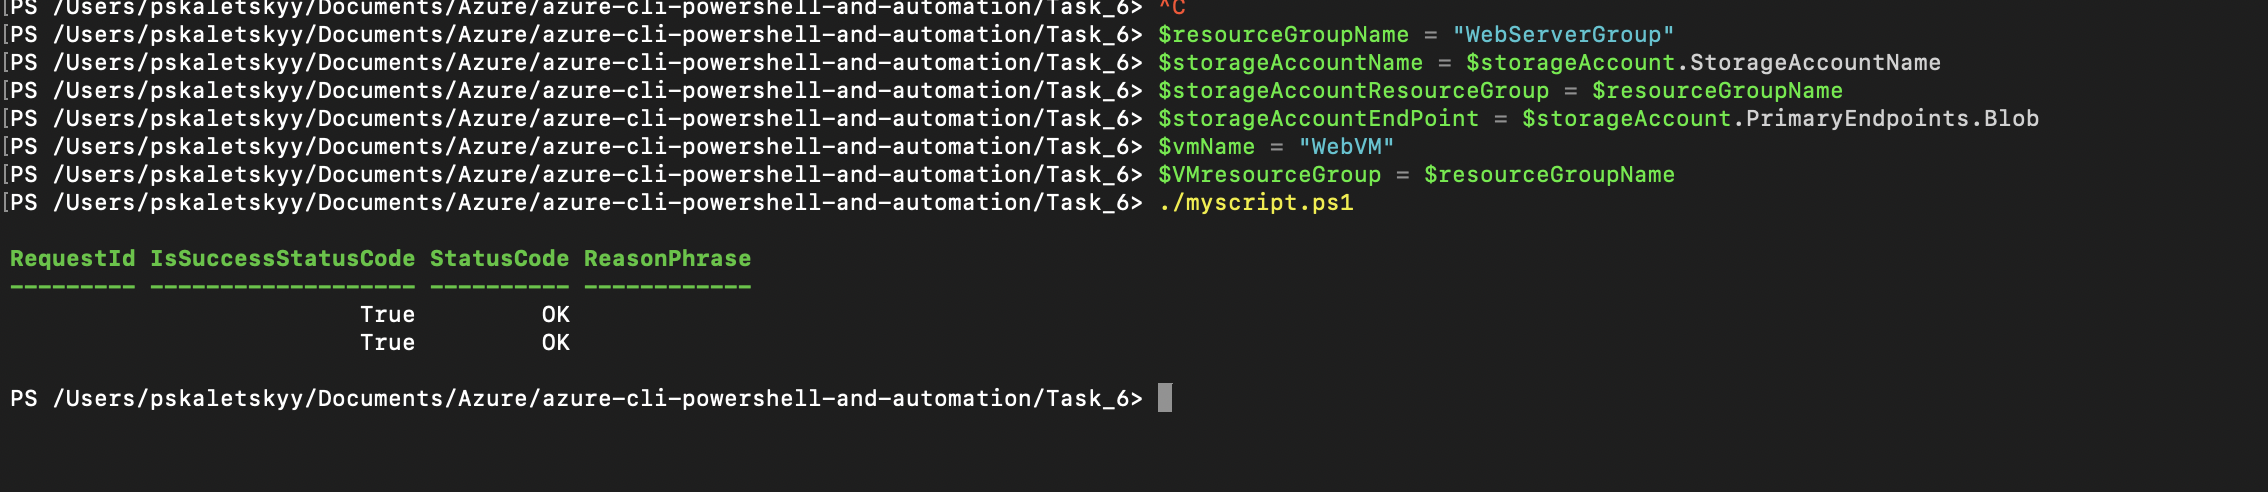 [PS /Users/pskaletskyy/Documents/Azure/azure-cli-powershell-and-automation/Task_6> ^C
[PS /Users/pskaletskyy/Documents/Azure/azure-cli-powershell-and-automation/Task_6> $resourceGroupName = "WebServerGroup"
[PS /Users/pskaletskyy/Documents/Azure/azure-cli-powershell-and-automation/Task_6> $storageAccountName = $storageAccount.StorageAccountName
[PS /Users/pskaletskyy/Documents/Azure/azure-cli-powershell-and-automation/Task_6> $storageAccountResourceGroup = $resourceGroupName
[PS /Users/pskaletskyy/Documents/Azure/azure-cli-powershell-and-automation/Task_6> $storageAccountEndPoint = $storageAccount.PrimaryEndpoints.Blob
[PS /Users/pskaletskyy/Documents/Azure/azure-cli-powershell-and-automation/Task_6> $vmName = "WebVM"
[PS /Users/pskaletskyy/Documents/Azure/azure-cli-powershell-and-automation/Task_6> $VMresourceGroup = $resourceGroupName
[PS /Users/pskaletskyy/Documents/Azure/azure-cli-powershell-and-automation/Task_6> ./myscript.ps1
RequestId IsSuccessStatusCode StatusCode ReasonPhrase
--------- ------------------- ---------- ------------
True OK
True OK
PS /Users/pskaletskyy/Documents/Azure/azure-cli-powershell-and-automation/Task_6>